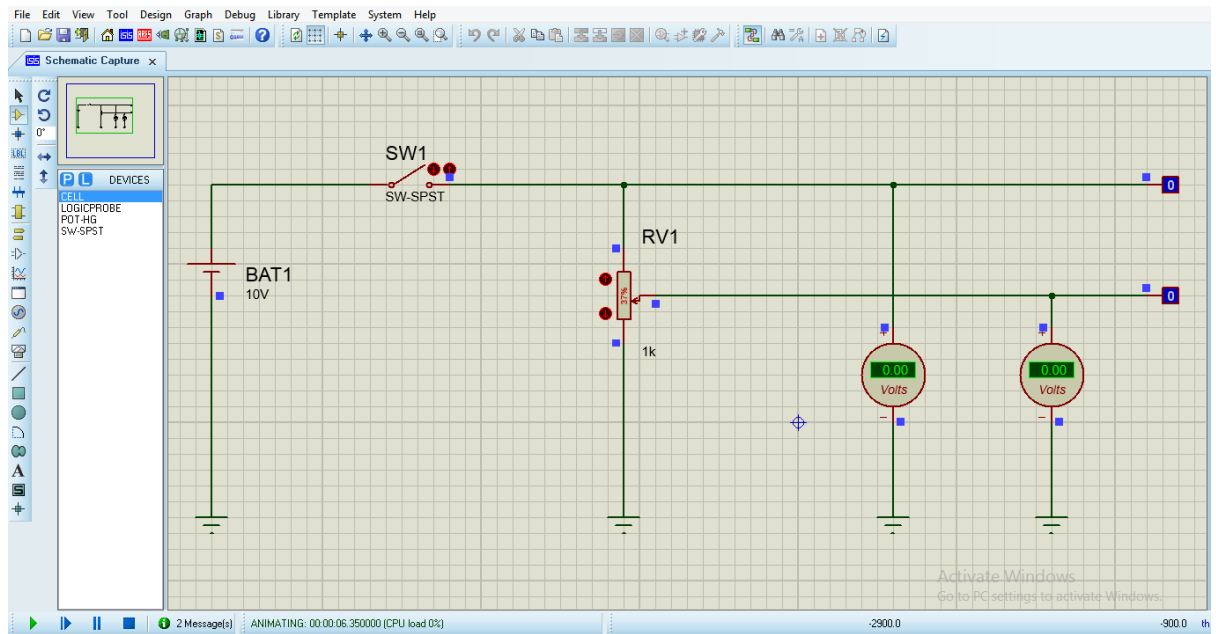 File Edit View Tool Design Graph Debug Library Template System Help
Schematic Capture x
0°
P L DEVICES
CELL
LOGICPROBE
POT-HG
SW-SPST
SW1
SW-SPST
0
RV1
BAT1
10V
37%
0
1k
0.00
Volts
0.00
Volts
Activate Windows
Go to PC settings to activate Windows.
2 Message(s) ANIMATING: 00:00:06.350000 (CPU load 0%) -2900.0 -900.0 th